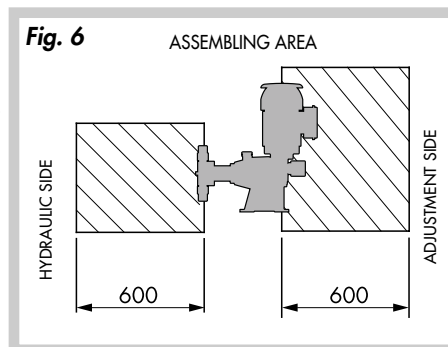 Fig. 6
ASSEMBLING AREA
HYDRAULIC SIDE
ADJUSTMENT SIDE
600
600